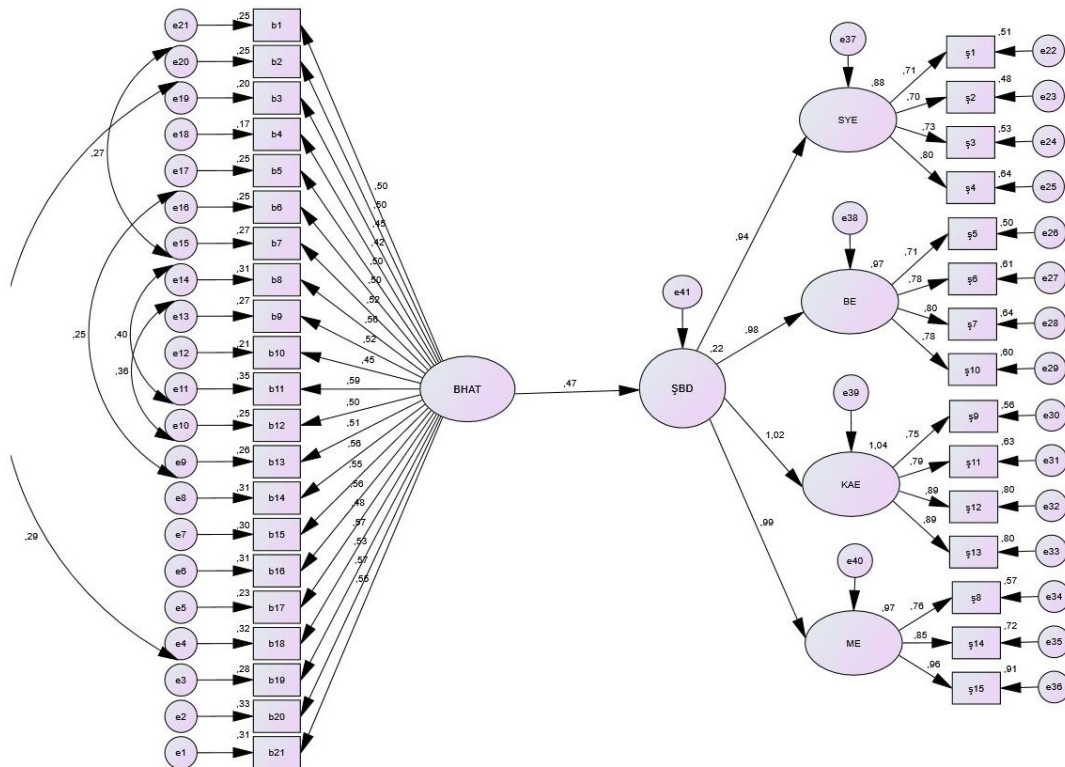 e21 ,25 b1
e20 ,25 b2
e19 ,20 b3
e18 ,17 b4
e17 ,25 b5
e16 ,25 b6
e15 ,27 b7
e14 ,31 b8
e13 ,27 b9
e12 ,21 b10
e11 ,35 b11
e10 ,25 b12
e9 ,26 b13
e8 ,31 b14
e7 ,30 b15
e6 ,31 b16
e5 ,23 b17
e4 ,32 b18
e3 ,28 b19
e2 ,33 b20
e1 ,31 b21
,27
,25
,40
,36
,29
,50
,50
,45
,42
,50
,50
,52
,56
,52
,45
,59
,50
,51
,56
,55
,56
,48
,57
,53
,57
,55
BHAT
,47
e41
ŞBD
,22
,94
,98
1,02
,99
e37
SYE
,88
,71 ş1 ,51 e22
,70 ş2 ,48 e23
,73 ş3 ,53 e24
,80 ş4 ,64 e25
e38
BE
,97
,71 ş5 ,50 e26
,78 ş6 ,61 e27
,80 ş7 ,64 e28
,78 ş10 ,60 e29
e39
KAE
1,04
,75 ş9 ,56 e30
,79 ş11 ,63 e31
,89 ş12 ,80 e32
,89 ş13 ,80 e33
e40
ME
,97
,76 ş8 ,57 e34
,85 ş14 ,72 e35
,96 ş15 ,91 e36